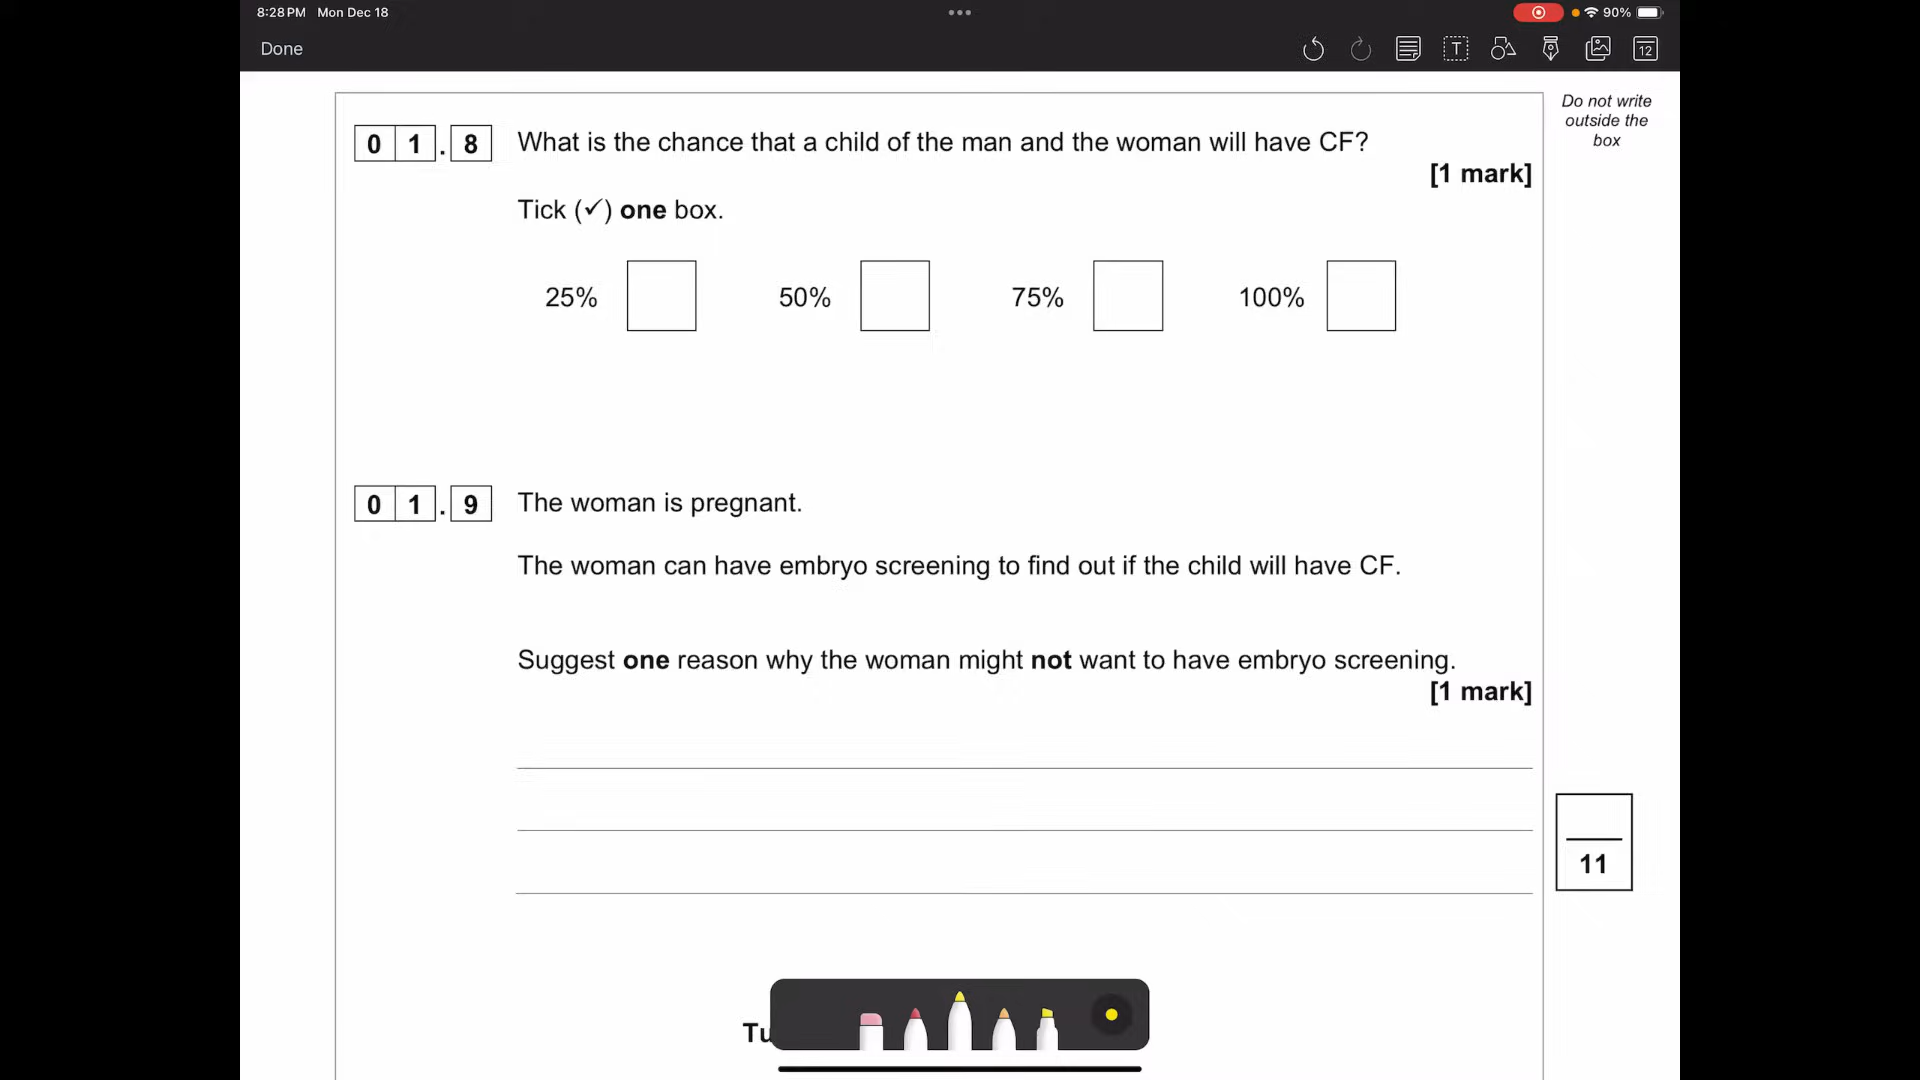 8:28 PM Mon Dec 18
90%
Done
T
12
Do not write
outside the
box
0 1 . 8 What is the chance that a child of the man and the woman will have CF?
[1 mark]
Tick (✓) one box.
25% 50% 75% 100%
0 1 . 9 The woman is pregnant.
The woman can have embryo screening to find out if the child will have CF.
Suggest one reason why the woman might not want to have embryo screening.
[1 mark]
11
Tu